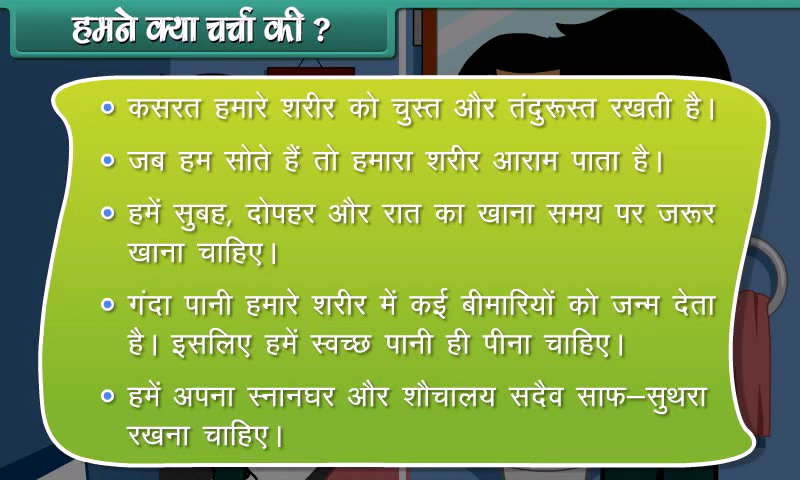 हमने क्या चर्चा की ?
कसरत हमारे शरीर को चुस्त और तंदुरूस्त रखती है।
जब हम सोते हैं तो हमारा शरीर आराम पाता है।
हमें सुबह, दोपहर और रात का खाना समय पर जरूर
खाना चाहिए।
गंदा पानी हमारे शरीर में कई बीमारियों को जन्म देता
है। इसलिए हमें स्वच्छ पानी ही पीना चाहिए।
हमें अपना स्नानघर और शौचालय सदैव साफ–सुथरा
रखना चाहिए।